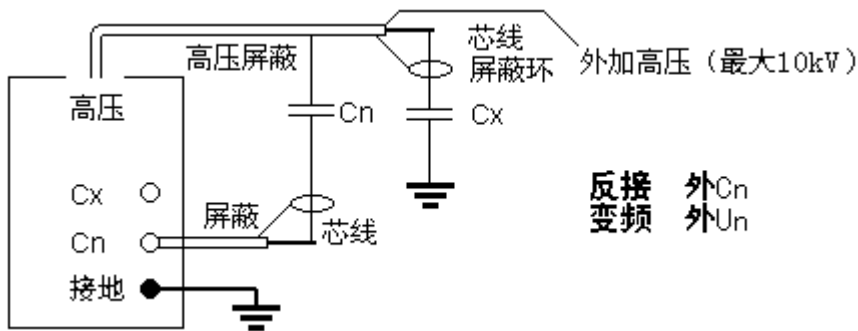 芯线
高压屏蔽
屏蔽环
外加高压（最大10kV）
高压
Cn
Cx
Cx
反接 外Cn
屏蔽
变频 外Un
Cn
芯线
接地